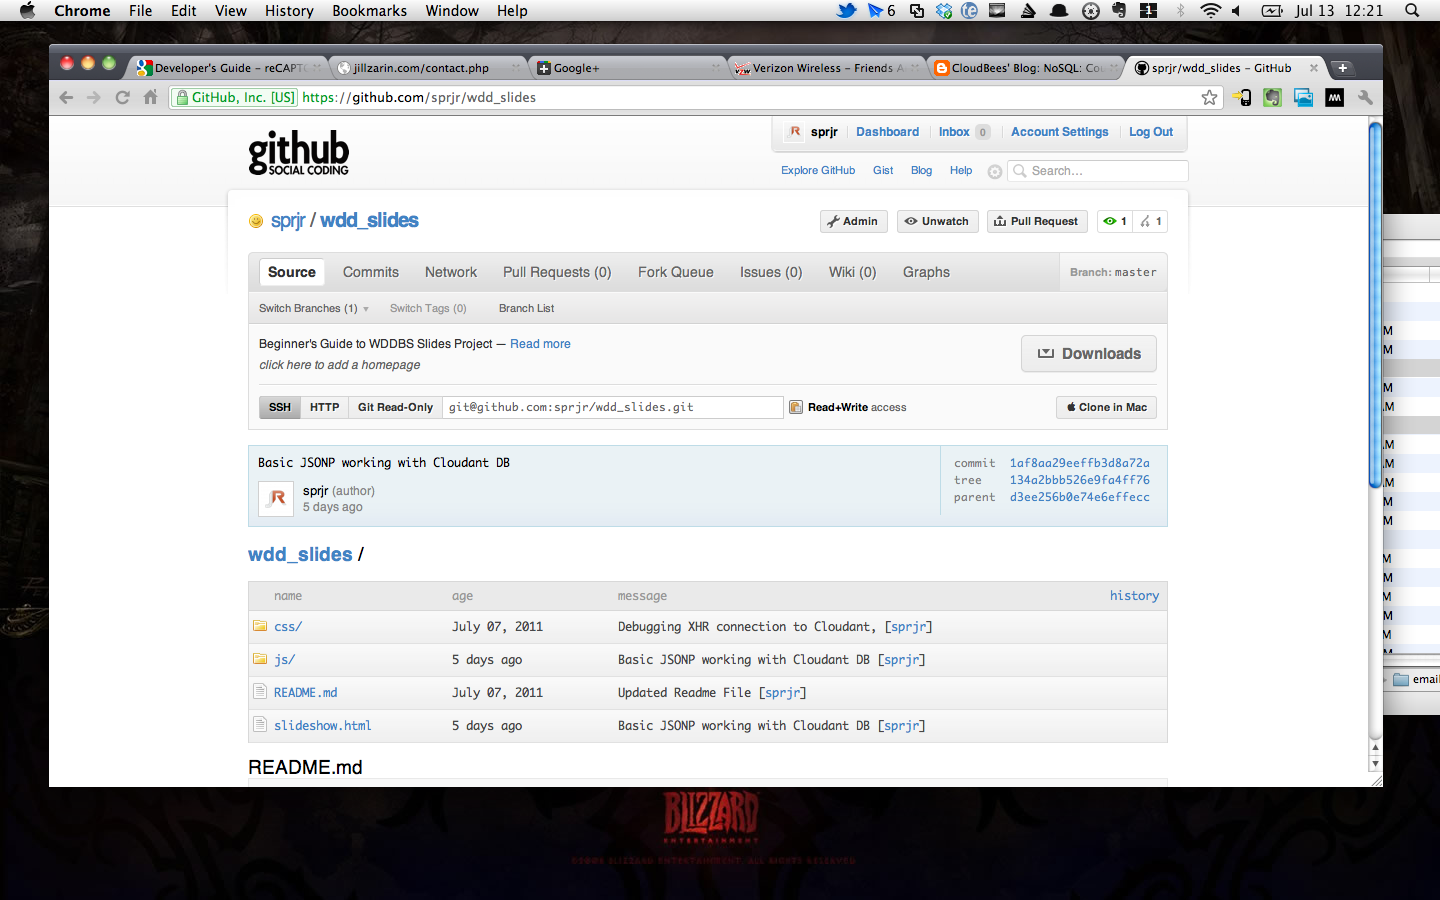 Chrome File Edit View History Bookmarks Window Help 6 1 Jul 13 12:21
Developer's Guide – reCAPTC jillzarin.com/contact.php Google+ Verizon Wireless – Friends A CloudBees' Blog: NoSQL: Cou sprjr/wdd_slides – GitHub
GitHub, Inc. [US] https://github.com/sprjr/wdd_slides
github
SOCIAL CODING
sprjr Dashboard Inbox 0 Account Settings Log Out
Explore GitHub Gist Blog Help Search...
sprjr / wdd_slides
Admin Unwatch Pull Request 1 1
Source Commits Network Pull Requests (0) Fork Queue Issues (0) Wiki (0) Graphs Branch: master
Switch Branches (1) Switch Tags (0) Branch List
Beginner's Guide to WDDBS Slides Project — Read more
click here to add a homepage
Downloads
SSH HTTP Git Read-Only git@github.com:sprjr/wdd_slides.git Read+Write access Clone in Mac
Basic JSONP working with Cloudant DB
sprjr (author)
5 days ago
commit 1af8aa29eeffb3d8a72a
tree 134a2bbb526e9fa4ff76
parent d3ee256b0e74e6effecc
wdd_slides /
name age message history
css/ July 07, 2011 Debugging XHR connection to Cloudant, [sprjr]
js/ 5 days ago Basic JSONP working with Cloudant DB [sprjr]
README.md July 07, 2011 Updated Readme File [sprjr]
slideshow.html 5 days ago Basic JSONP working with Cloudant DB [sprjr]
README.md
email
BLIZZARD
ENTERTAINMENT
BLIZZARD ENTERTAINMENT, ALL RIGHTS RESERVED